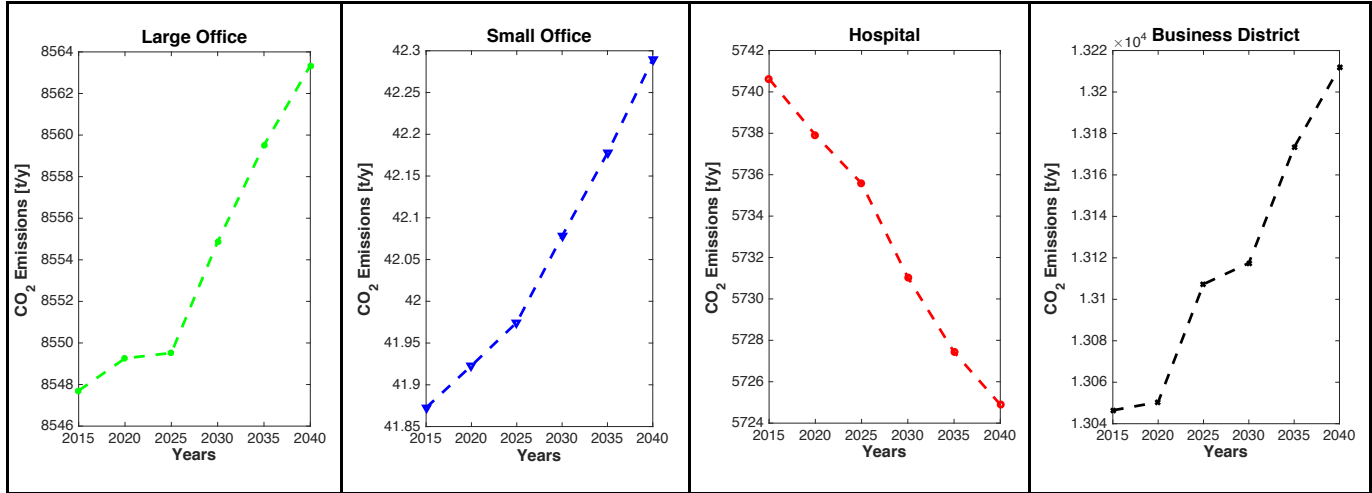 Large Office
8564
8562
8560
8558
8556
8554
8552
8550
8548
8546
CO2 Emissions [t/y]
2015 2020 2025 2030 2035 2040
Years
Small Office
42.3
42.25
42.2
42.15
42.1
42.05
42
41.95
41.9
41.85
CO2 Emissions [t/y]
2015 2020 2025 2030 2035 2040
Years
Hospital
5742
5740
5738
5736
5734
5732
5730
5728
5726
5724
CO2 Emissions [t/y]
2015 2020 2025 2030 2035 2040
Years
×10⁴ Business District
1.322
1.32
1.318
1.316
1.314
1.312
1.31
1.308
1.306
1.304
CO2 Emissions [t/y]
2015 2020 2025 2030 2035 2040
Years